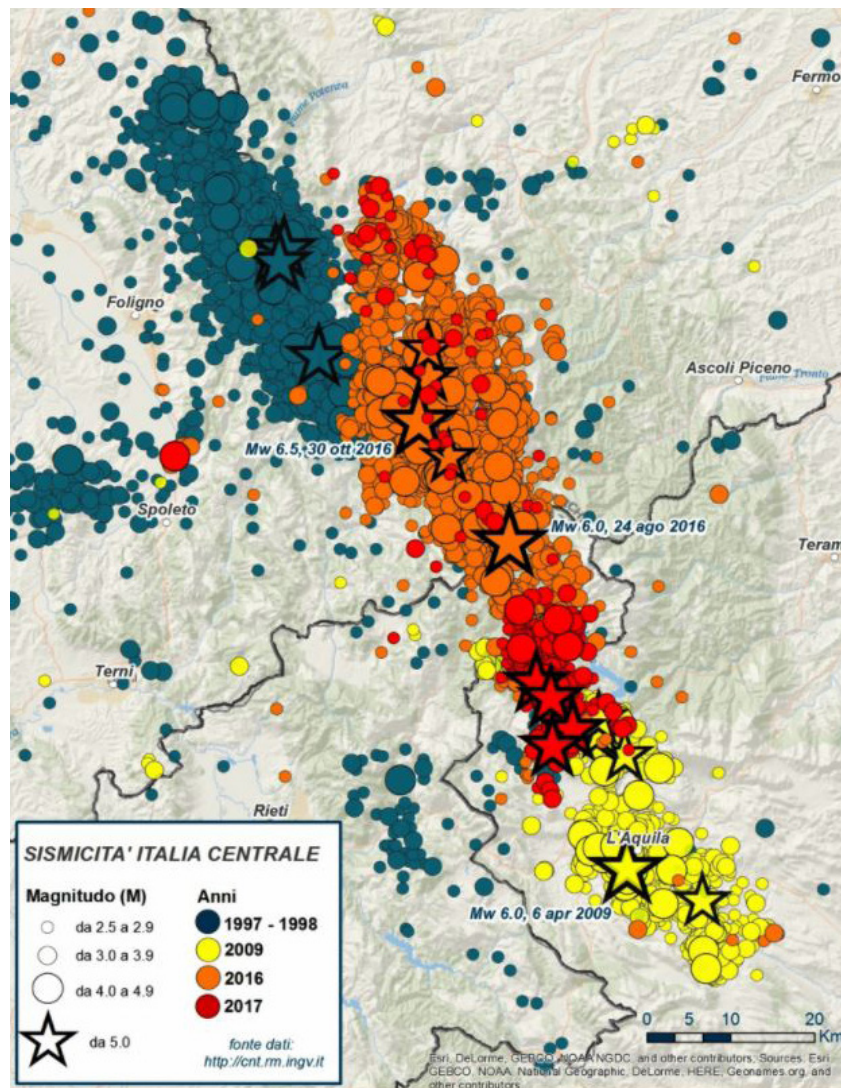 Fiume Potenza
Fermo
Foligno
Ascoli Piceno
Fiume Tronto
Mw 6.5, 30 ott 2016
Spoleto
Mw 6.0, 24 ago 2016
Teram
Terni
Rieti
L'Aquila
Mw 6.0, 6 apr 2009
SISMICITA' ITALIA CENTRALE
Magnitudo (M)
Anni
da 2.5 a 2.9
1997 - 1998
da 3.0 a 3.9
2009
2016
da 4.0 a 4.9
2017
da 5.0
fonte dati:
http://cnt.rm.ingv.it
0 5 10 20
Km
Esri, DeLorme, GEBCO, NOAA NGDC, and other contributors, Sources: Esri,
GEBCO, NOAA, National Geographic, DeLorme, HERE, Geonames.org, and
other contributors